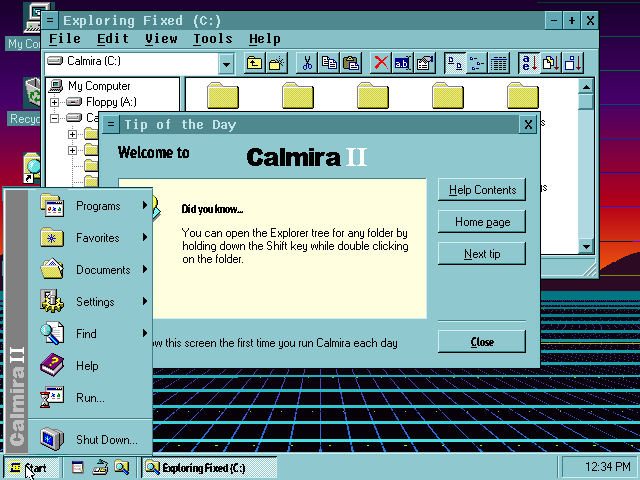 Exploring Fixed (C:)
File Edit View Tools Help
Calmira (C:)
My Computer
Floppy (A:)
Tip of the Day
Welcome to
Calmira II
Did you know...
You can open the Explorer tree for any folder by
holding down the Shift key while double clicking
on the folder.
Help Contents
Home page
Next tip
this screen the first time you run Calmira each day
Close
Programs
Favorites
Documents
Settings
Find
Help
Run...
Shut Down...
Calmira II
Start
Exploring Fixed (C:)
12:34 PM